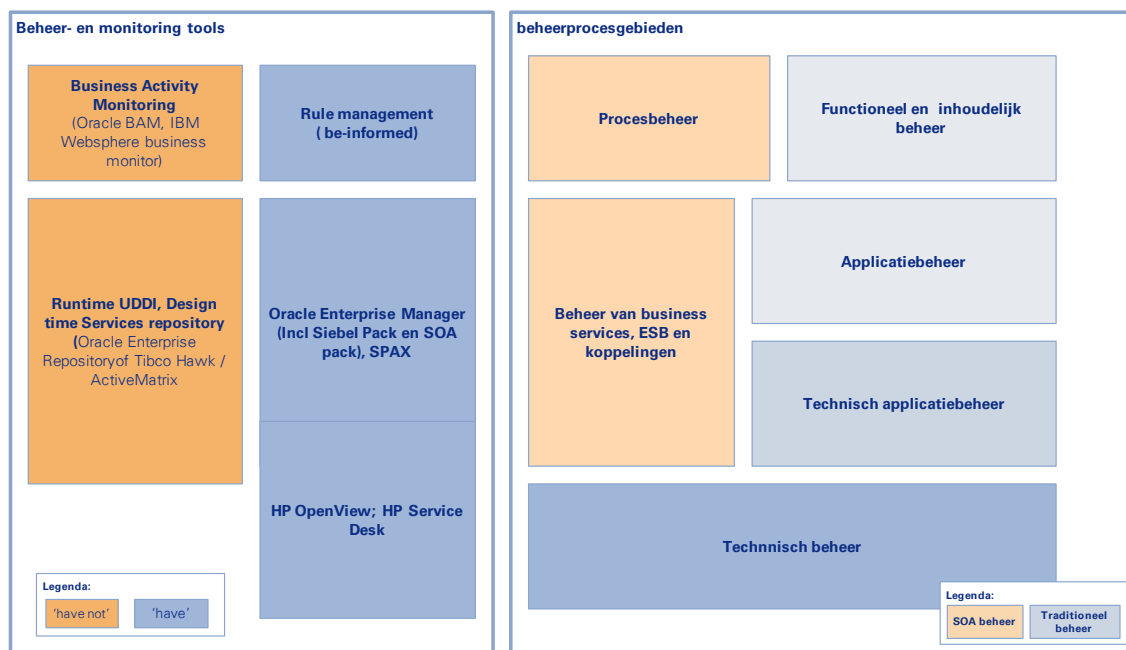 Beheer- en monitoring tools
Business Activity
Monitoring
(Oracle BAM, IBM
Websphere business
monitor)
Rule management
( be-informed)
Runtime UDDI, Design
time Services repository
(Oracle Enterprise
Repositoryof Tibco Hawk /
ActiveMatrix
Oracle Enterprise Manager
(Incl Siebel Pack en SOA
pack), SPAX
HP OpenView; HP Service
Desk
Legenda:
'have not'
'have'
beheerprocesgebieden
Procesbeheer
Functioneel en inhoudelijk
beheer
Beheer van business
services, ESB en
koppelingen
Applicatiebeheer
Technisch applicatiebeheer
Technnisch beheer
Legenda:
SOA beheer
Traditioneel
beheer